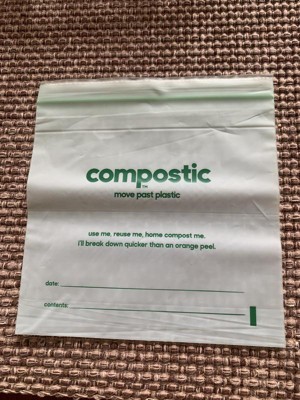 compostic™
move past plastic
use me, reuse me, home compost me.
i'll break down quicker than an orange peel.
date:
contents: